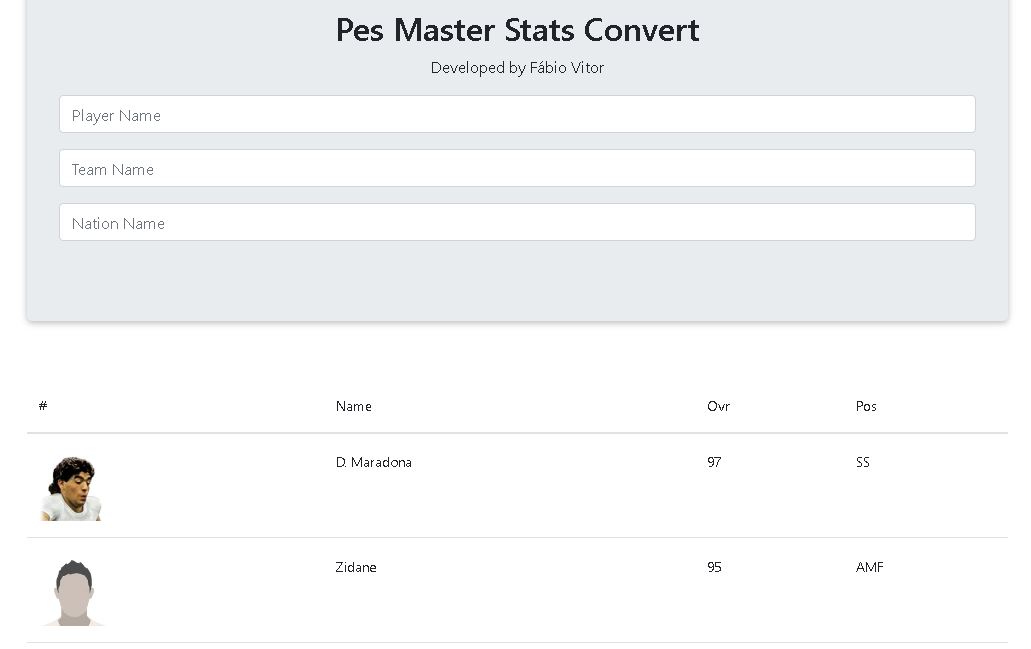 Pes Master Stats Convert
Developed by Fábio Vitor
Player Name
Team Name
Nation Name
# Name Ovr Pos
D. Maradona 97 SS
Zidane 95 AMF